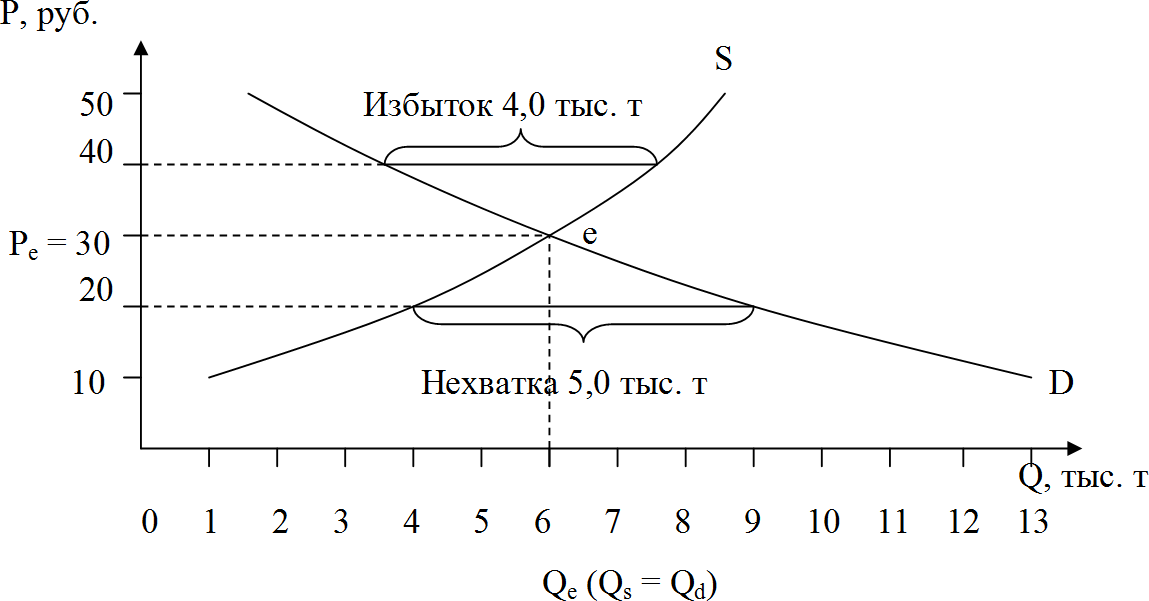 P, руб.
S
50
Избыток 4,0 тыс. т
40
Pe = 30
e
20
10
Нехватка 5,0 тыс. т
D
Q, тыс. т
0 1 2 3 4 5 6 7 8 9 10 11 12 13
Qe (Qs = Qd)